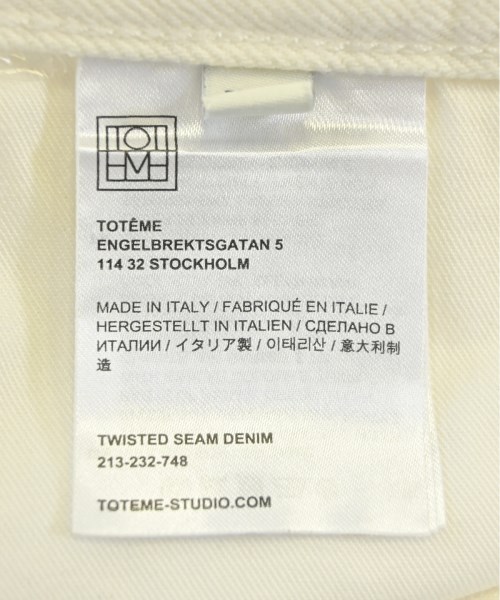 TOTEME
TOTÊME
ENGELBREKTSGATAN 5
114 32 STOCKHOLM
MADE IN ITALY / FABRIQUÉ EN ITALIE /
HERGESTELLT IN ITALIEN / СДЕЛАНО В
ИТАЛИИ / イタリア製 / 이태리산 / 意大利制
造
TWISTED SEAM DENIM
213-232-748
TOTEME-STUDIO.COM